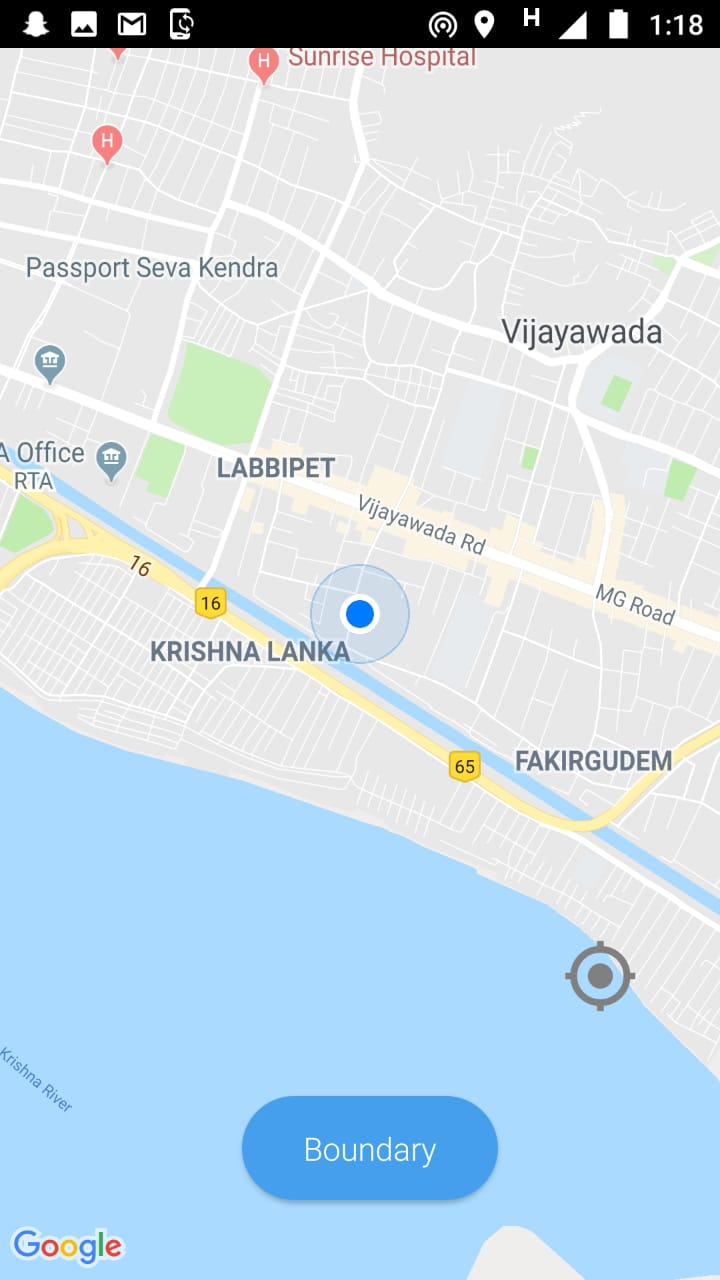 H 1:18
H Sunrise Hospital
H
Passport Seva Kendra
Vijayawada
A Office
RTA
LABBIPET
Vijayawada Rd
16
16
MG Road
KRISHNA LANKA
65
FAKIRGUDEM
Krishna River
Boundary
Google